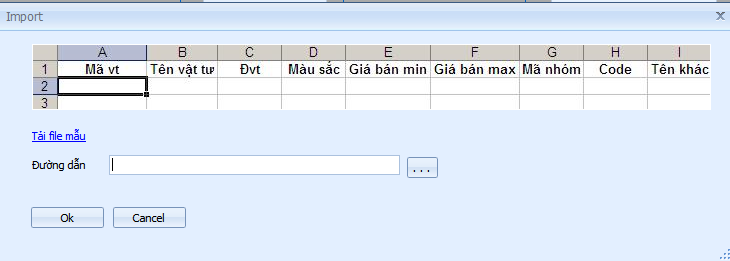 Import
A B C D E F G H I
1 Mã vt Tên vật tư Đvt Màu sắc Giá bán min Giá bán max Mã nhóm Code Tên khác
2
3
Tải file mẫu
Đường dẫn ...
Ok Cancel